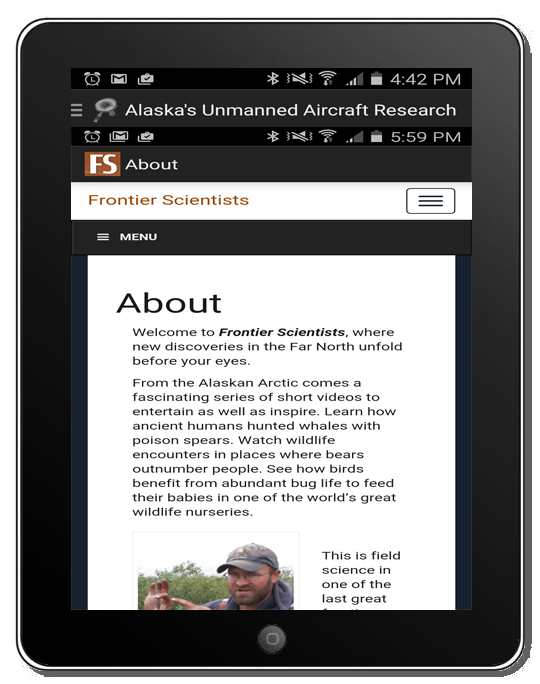 4:42 PM
Alaska's Unmanned Aircraft Research
5:59 PM
FS About
Frontier Scientists
MENU
About
Welcome to Frontier Scientists, where
new discoveries in the Far North unfold
before your eyes.
From the Alaskan Arctic comes a
fascinating series of short videos to
entertain as well as inspire. Learn how
ancient humans hunted whales with
poison spears. Watch wildlife
encounters in places where bears
outnumber people. See how birds
benefit from abundant bug life to feed
their babies in one of the world's great
wildlife nurseries.
This is field
science in
one of the
last great